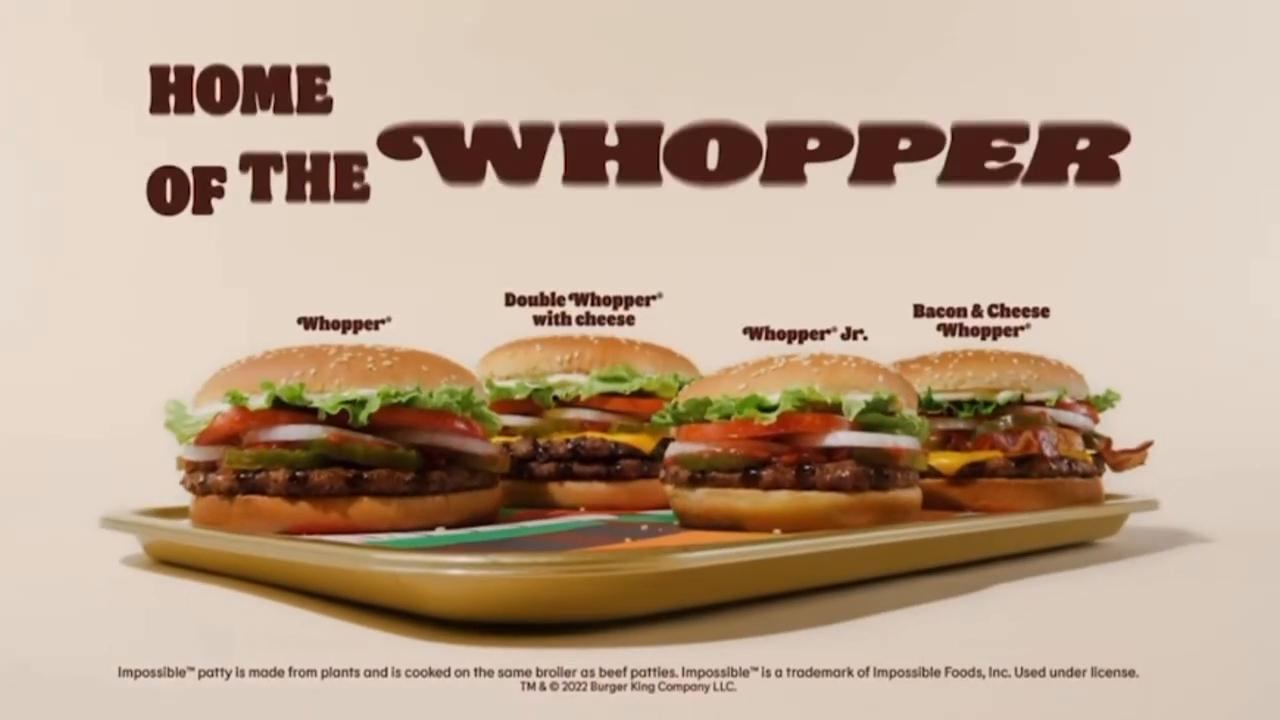 HOME
OF THE WHOPPER
Whopper®
Double Whopper®
with cheese
Whopper® Jr.
Bacon & Cheese
Whopper®
Impossible™ patty is made from plants and is cooked on the same broiler as beef patties. Impossible™ is a trademark of Impossible Foods, Inc. Used under license.
TM & © 2022 Burger King Company LLC.